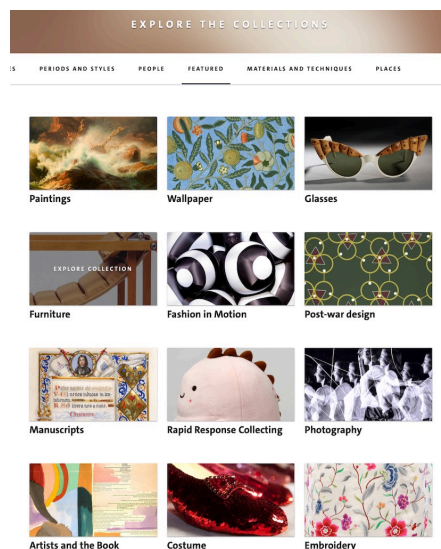 EXPLORE THE COLLECTIONS
S PERIODS AND STYLES PEOPLE FEATURED MATERIALS AND TECHNIQUES PLACES
Paintings Wallpaper Glasses
EXPLORE COLLECTION
Furniture Fashion in Motion Post-war design
Manuscripts Rapid Response Collecting Photography
Artists and the Book Costume Embroidery